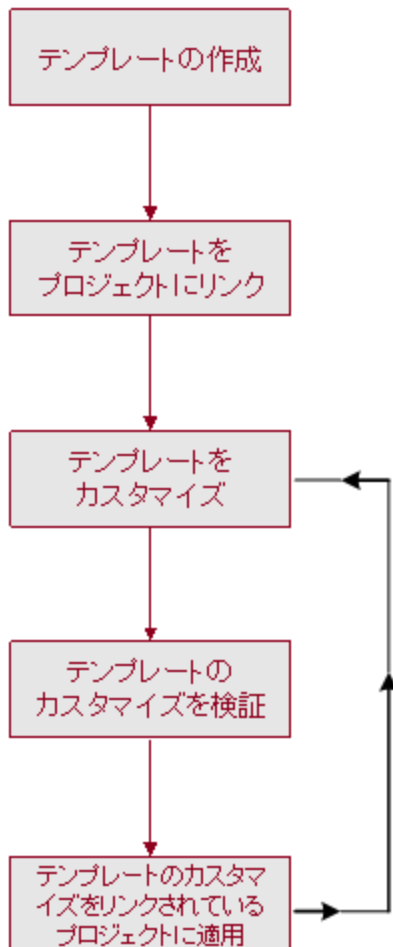 テンプレートの作成
テンプレートを
プロジェクトにリンク
テンプレートを
カスタマイズ
テンプレートの
カスタマイズを検証
テンプレートのカスタマ
イズをリンクされている
プロジェクトに適用